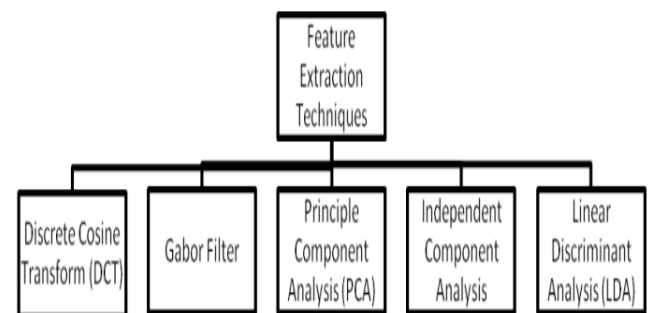 Feature
Extraction
Techniques
Discrete Cosine
Transform (DCT)
Gabor Filter
Principle
Component
Analysis (PCA)
Independent
Component
Analysis
Linear
Discriminant
Analysis (LDA)